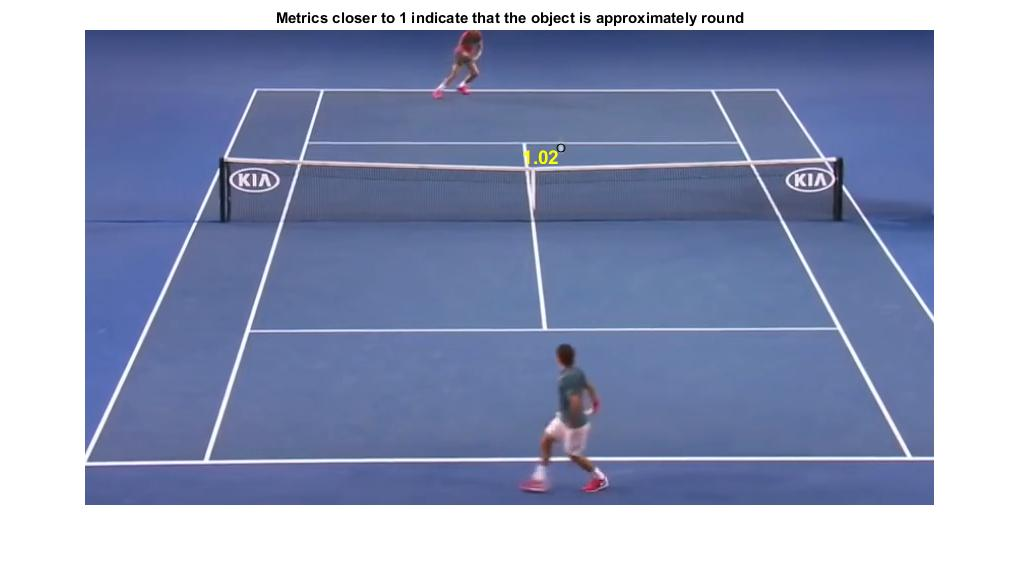 Metrics closer to 1 indicate that the object is approximately round
1.02
KIA
KIA